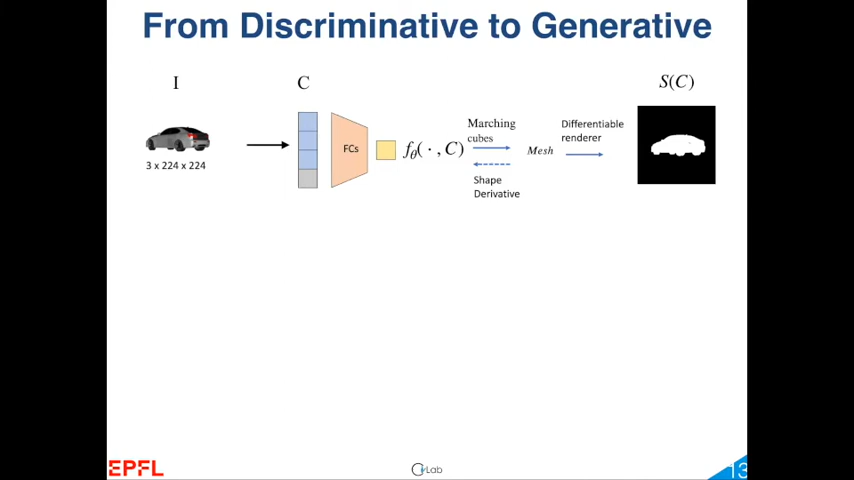 From Discriminative to Generative
I
C
S(C)
3 x 224 x 224
FCs
fθ( · , C)
Marching
cubes
Shape
Derivative
Mesh
Differentiable
renderer
EPFL
CVLab
13